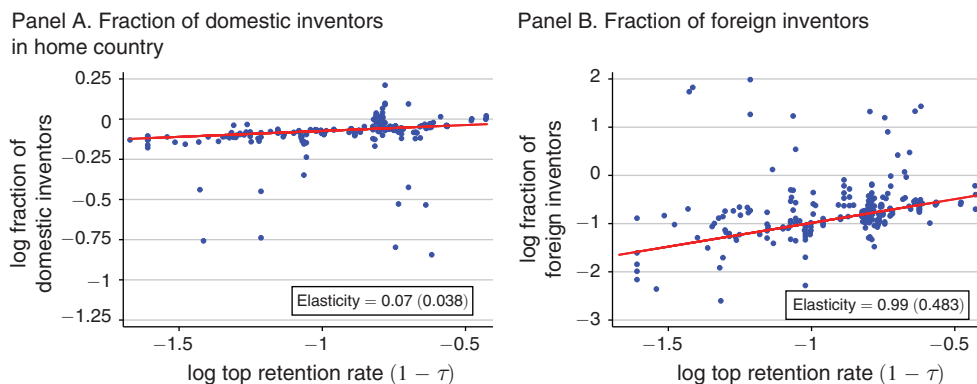 Panel A. Fraction of domestic inventors
in home country
log fraction of
domestic inventors
0.25
0
−0.25
−0.5
−0.75
−1
−1.25
Elasticity = 0.07 (0.038)
−1.5
−1
−0.5
log top retention rate (1 − τ)
Panel B. Fraction of foreign inventors
log fraction of
foreign inventors
2
1
0
−1
−2
−3
Elasticity = 0.99 (0.483)
−1.5
−1
−0.5
log top retention rate (1 − τ)